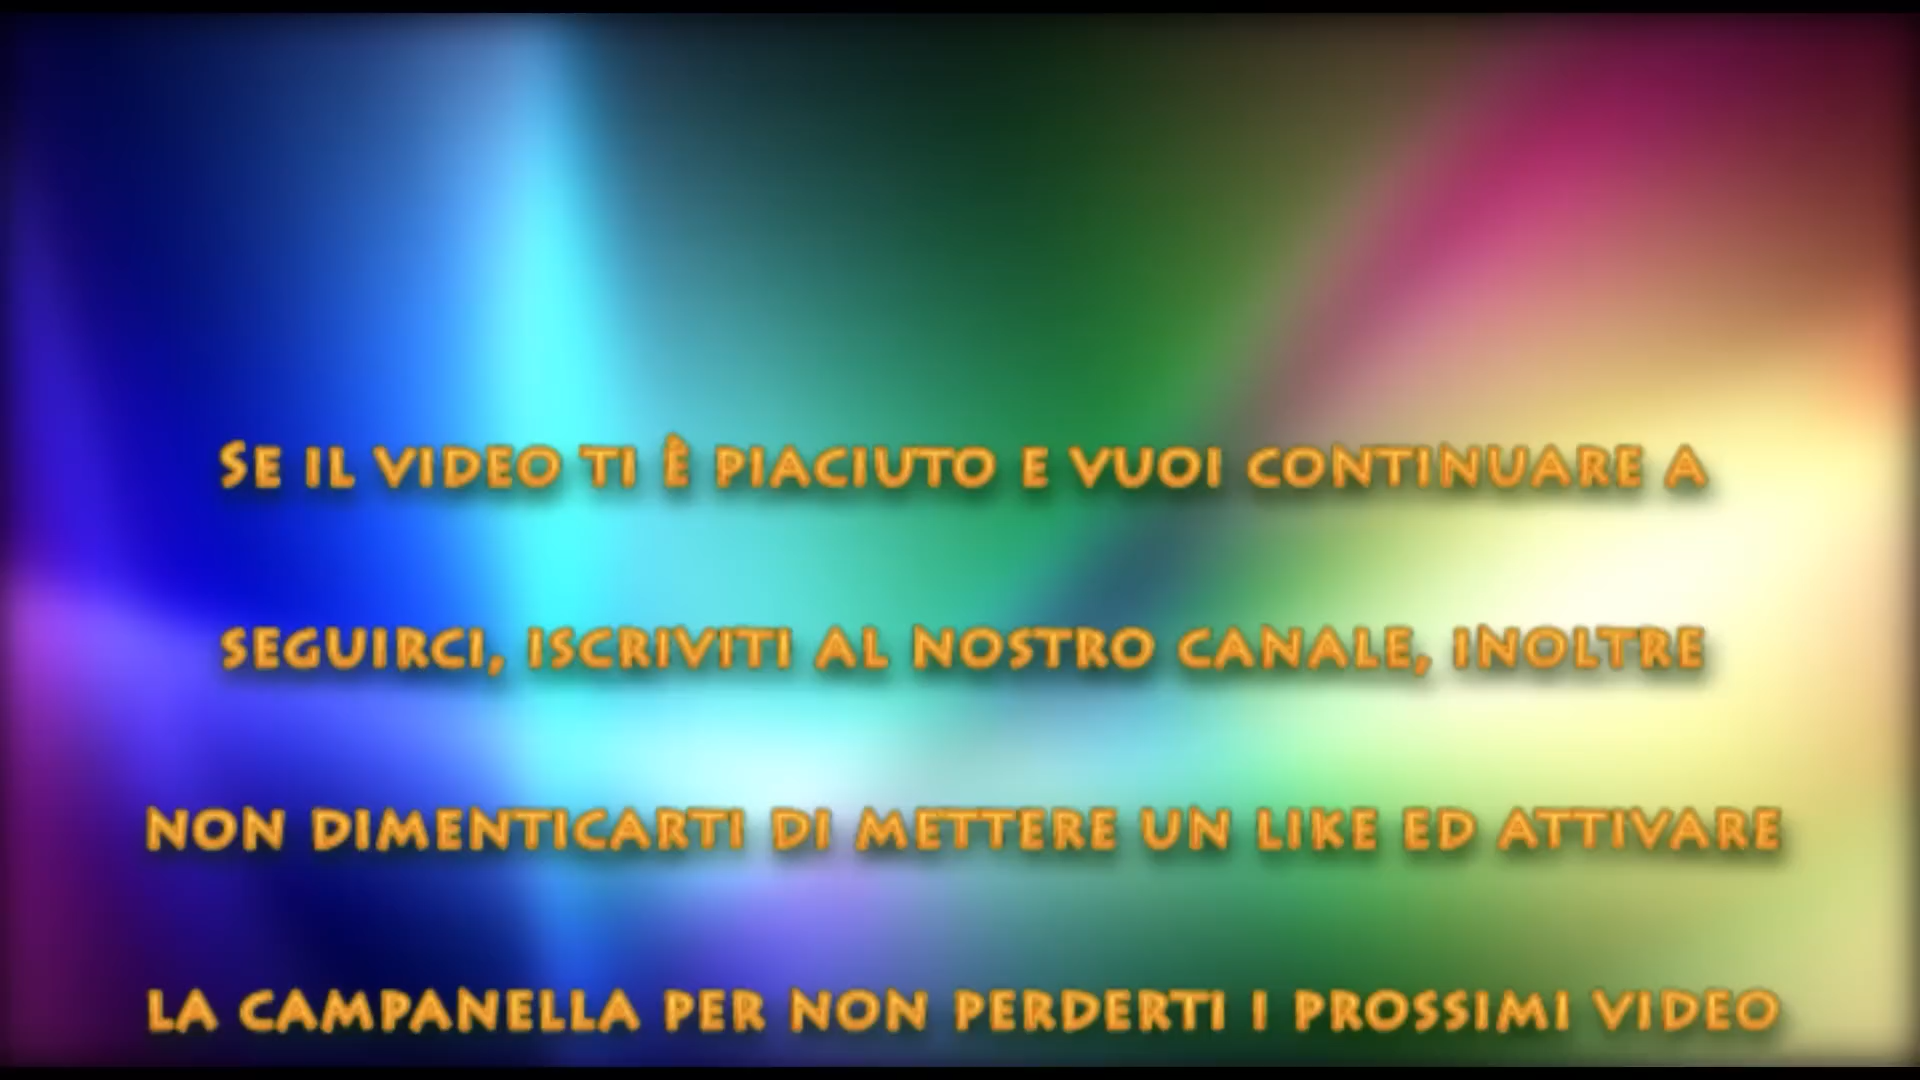 Se il video ti è piaciuto e vuoi continuare a
seguirci, iscriviti al nostro canale, inoltre
non dimenticarti di mettere un like ed attivare
la campanella per non perderti i prossimi video